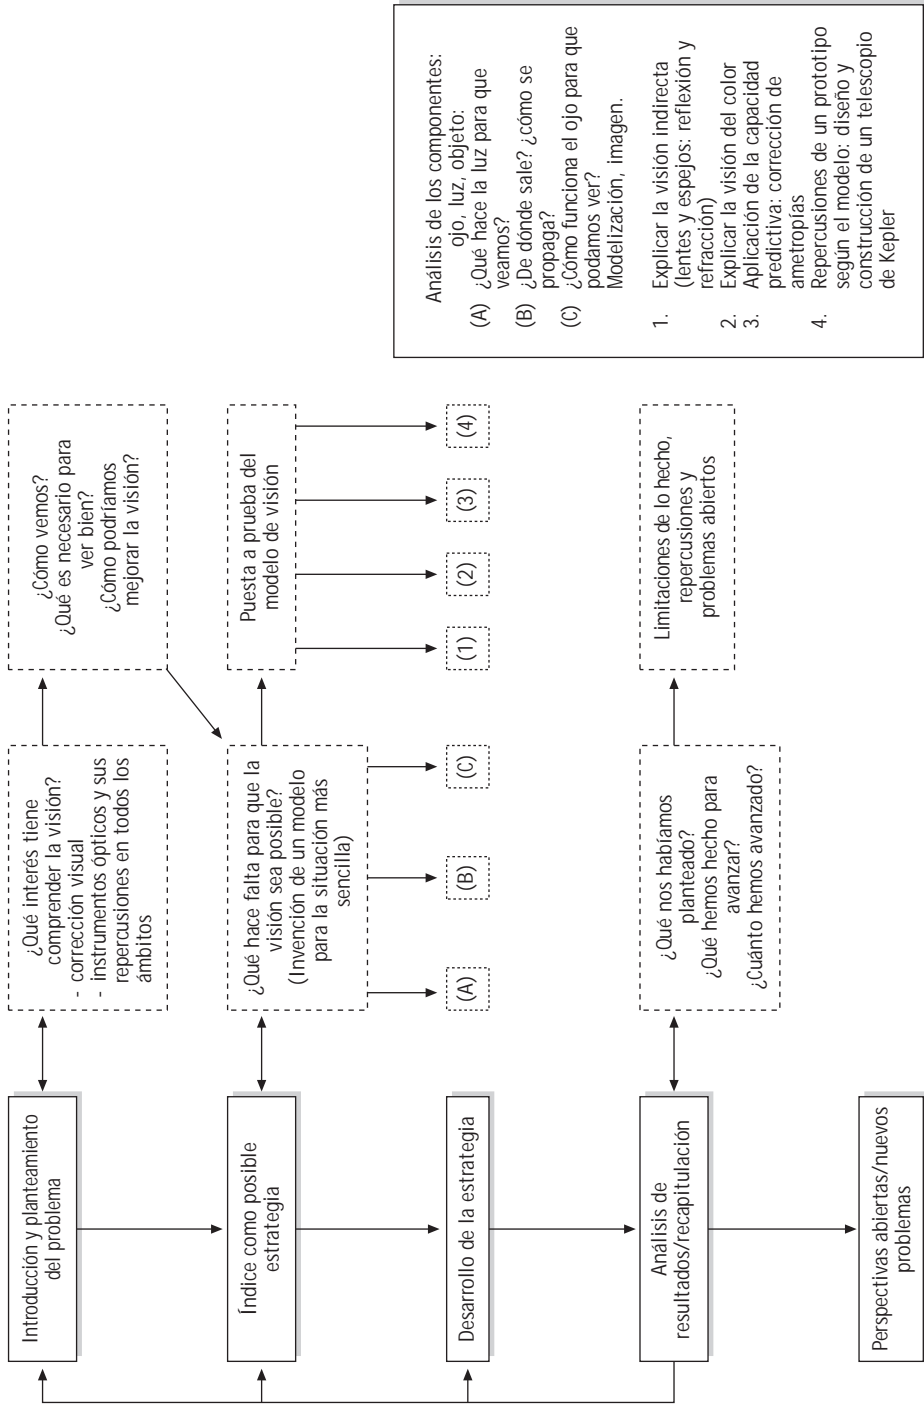 Introducción y planteamiento
del problema
¿Qué interés tiene
comprender la visión?
- corrección visual
- instrumentos ópticos y sus
repercusiones en todos los
ámbitos
¿Cómo vemos?
¿Qué es necesario para
ver bien?
¿Cómo podríamos
mejorar la visión?
Índice como posible
estrategia
¿Qué hace falta para que la
visión sea posible?
(Invención de un modelo
para la situación más
sencilla)
Puesta a prueba del
modelo de visión
Desarrollo de la estrategia
(A)
(B)
(C)
(1)
(2)
(3)
(4)
Análisis de
resultados/recapitulación
¿Qué nos habíamos
planteado?
¿Qué hemos hecho para
avanzar?
¿Cuánto hemos avanzado?
Limitaciones de lo hecho,
repercusiones y
problemas abiertos
Perspectivas abiertas/nuevos
problemas
Análisis de los componentes:
ojo, luz, objeto:
(A) ¿Qué hace la luz para que
veamos?
(B) ¿De dónde sale? ¿cómo se
propaga?
(C) ¿Cómo funciona el ojo para que
podamos ver?
Modelización, imagen.
1. Explicar la visión indirecta
(lentes y espejos: reflexión y
refracción)
2. Explicar la visión del color
3. Aplicación de la capacidad
predictiva: corrección de
ametropías
4. Repercusiones de un prototipo
según el modelo: diseño y
construcción de un telescopio
de Kepler